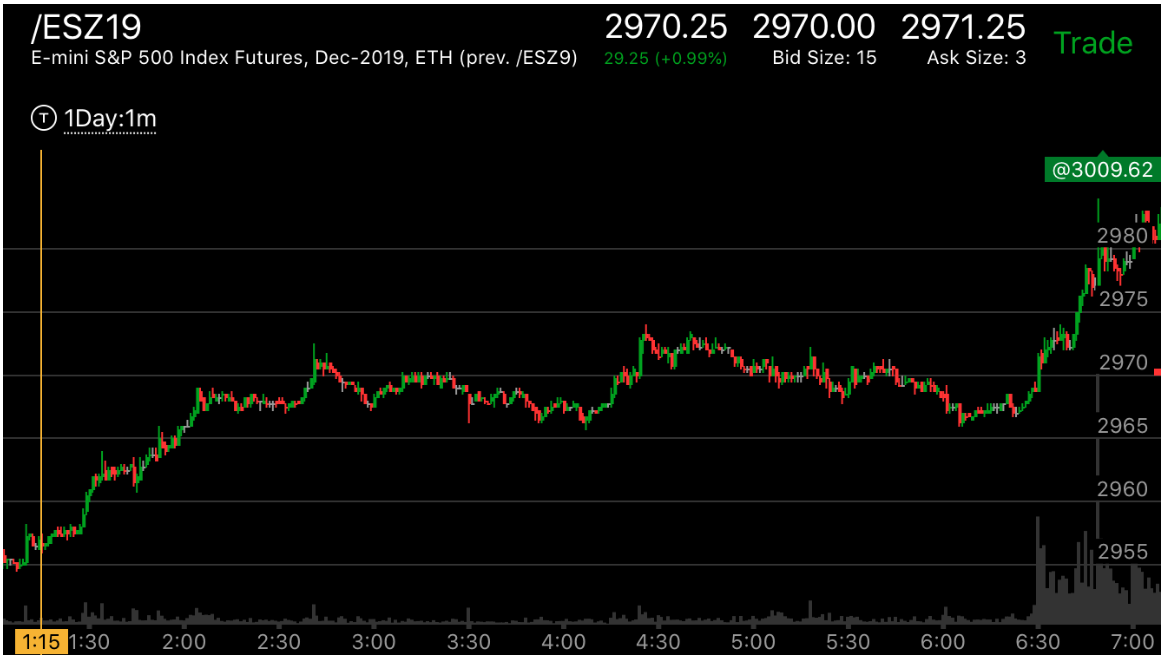 /ESZ19 2970.25 2970.00 2971.25 Trade
E-mini S&P 500 Index Futures, Dec-2019, ETH (prev. /ESZ9) 29.25 (+0.99%) Bid Size: 15 Ask Size: 3
T 1Day:1m
@3009.62
2980
2975
2970
2965
2960
2955
1:15 1:30 2:00 2:30 3:00 3:30 4:00 4:30 5:00 5:30 6:00 6:30 7:00